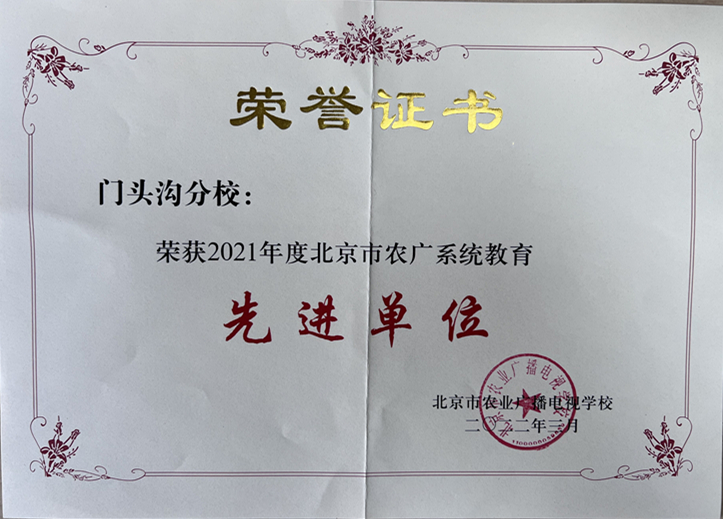 荣誉证书
门头沟分校：
荣获2021年度北京市农广系统教育
先进单位
北京市农业广播电视学校
二〇二二年三月